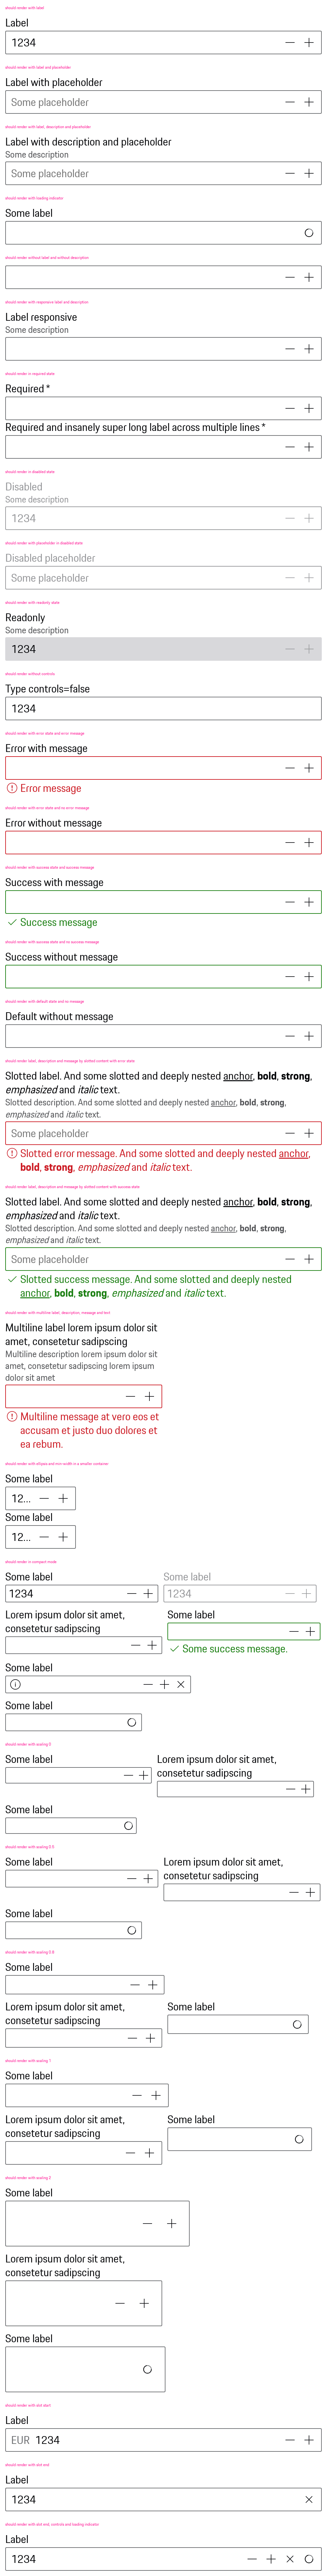 should render with label
Label
1234
should render with label and placeholder
Label with placeholder
Some placeholder
should render with label, description and placeholder
Label with description and placeholder
Some description
Some placeholder
should render with loading indicator
Some label
should render without label and without description
should render with responsive label and description
Label responsive
Some description
should render in required state
Required *
Required and insanely super long label across multiple lines *
should render in disabled state
Disabled
Some description
1234
should render with placeholder in disabled state
Disabled placeholder
Some placeholder
should render with readonly state
Readonly
Some description
1234
should render without controls
Type controls=false
1234
should render with error state and error message
Error with message
Error message
should render with error state and no error message
Error without message
should render with success state and success message
Success with message
Success message
should render with success state and no success message
Success without message
should render with default state and no message
Default without message
should render label, description and message by slotted content with error state
Slotted label. And some slotted and deeply nested anchor, bold, strong,
emphasized and italic text.
Slotted description. And some slotted and deeply nested anchor, bold, strong,
emphasized and italic text.
Some placeholder
Slotted error message. And some slotted and deeply nested anchor,
bold, strong, emphasized and italic text.
should render label, description and message by slotted content with success state
Slotted label. And some slotted and deeply nested anchor, bold, strong,
emphasized and italic text.
Slotted description. And some slotted and deeply nested anchor, bold, strong,
emphasized and italic text.
Some placeholder
Slotted success message. And some slotted and deeply nested
anchor, bold, strong, emphasized and italic text.
should render with multiline label, description, message and text
Multiline label lorem ipsum dolor sit
amet, consetetur sadipscing
Multiline description lorem ipsum dolor sit
amet, consetetur sadipscing lorem ipsum
dolor sit amet
Multiline message at vero eos et
accusam et justo duo dolores et
ea rebum.
should render with ellipsis and min-width in a smaller container
Some label
12...
Some label
12...
should render in compact mode
Some label
1234
Some label
1234
Lorem ipsum dolor sit amet,
consetetur sadipscing
Some label
Some success message.
Some label
Some label
should render with scaling 0
Some label
Lorem ipsum dolor sit amet,
consetetur sadipscing
Some label
should render with scaling 0.5
Some label
Lorem ipsum dolor sit amet,
consetetur sadipscing
Some label
should render with scaling 0.8
Some label
Lorem ipsum dolor sit amet,
consetetur sadipscing
Some label
should render with scaling 1
Some label
Lorem ipsum dolor sit amet,
consetetur sadipscing
Some label
should render with scaling 2
Some label
Lorem ipsum dolor sit amet,
consetetur sadipscing
Some label
should render with slot start
Label
EUR 1234
should render with slot end
Label
1234
should render with slot end, controls and loading indicator
Label
1234